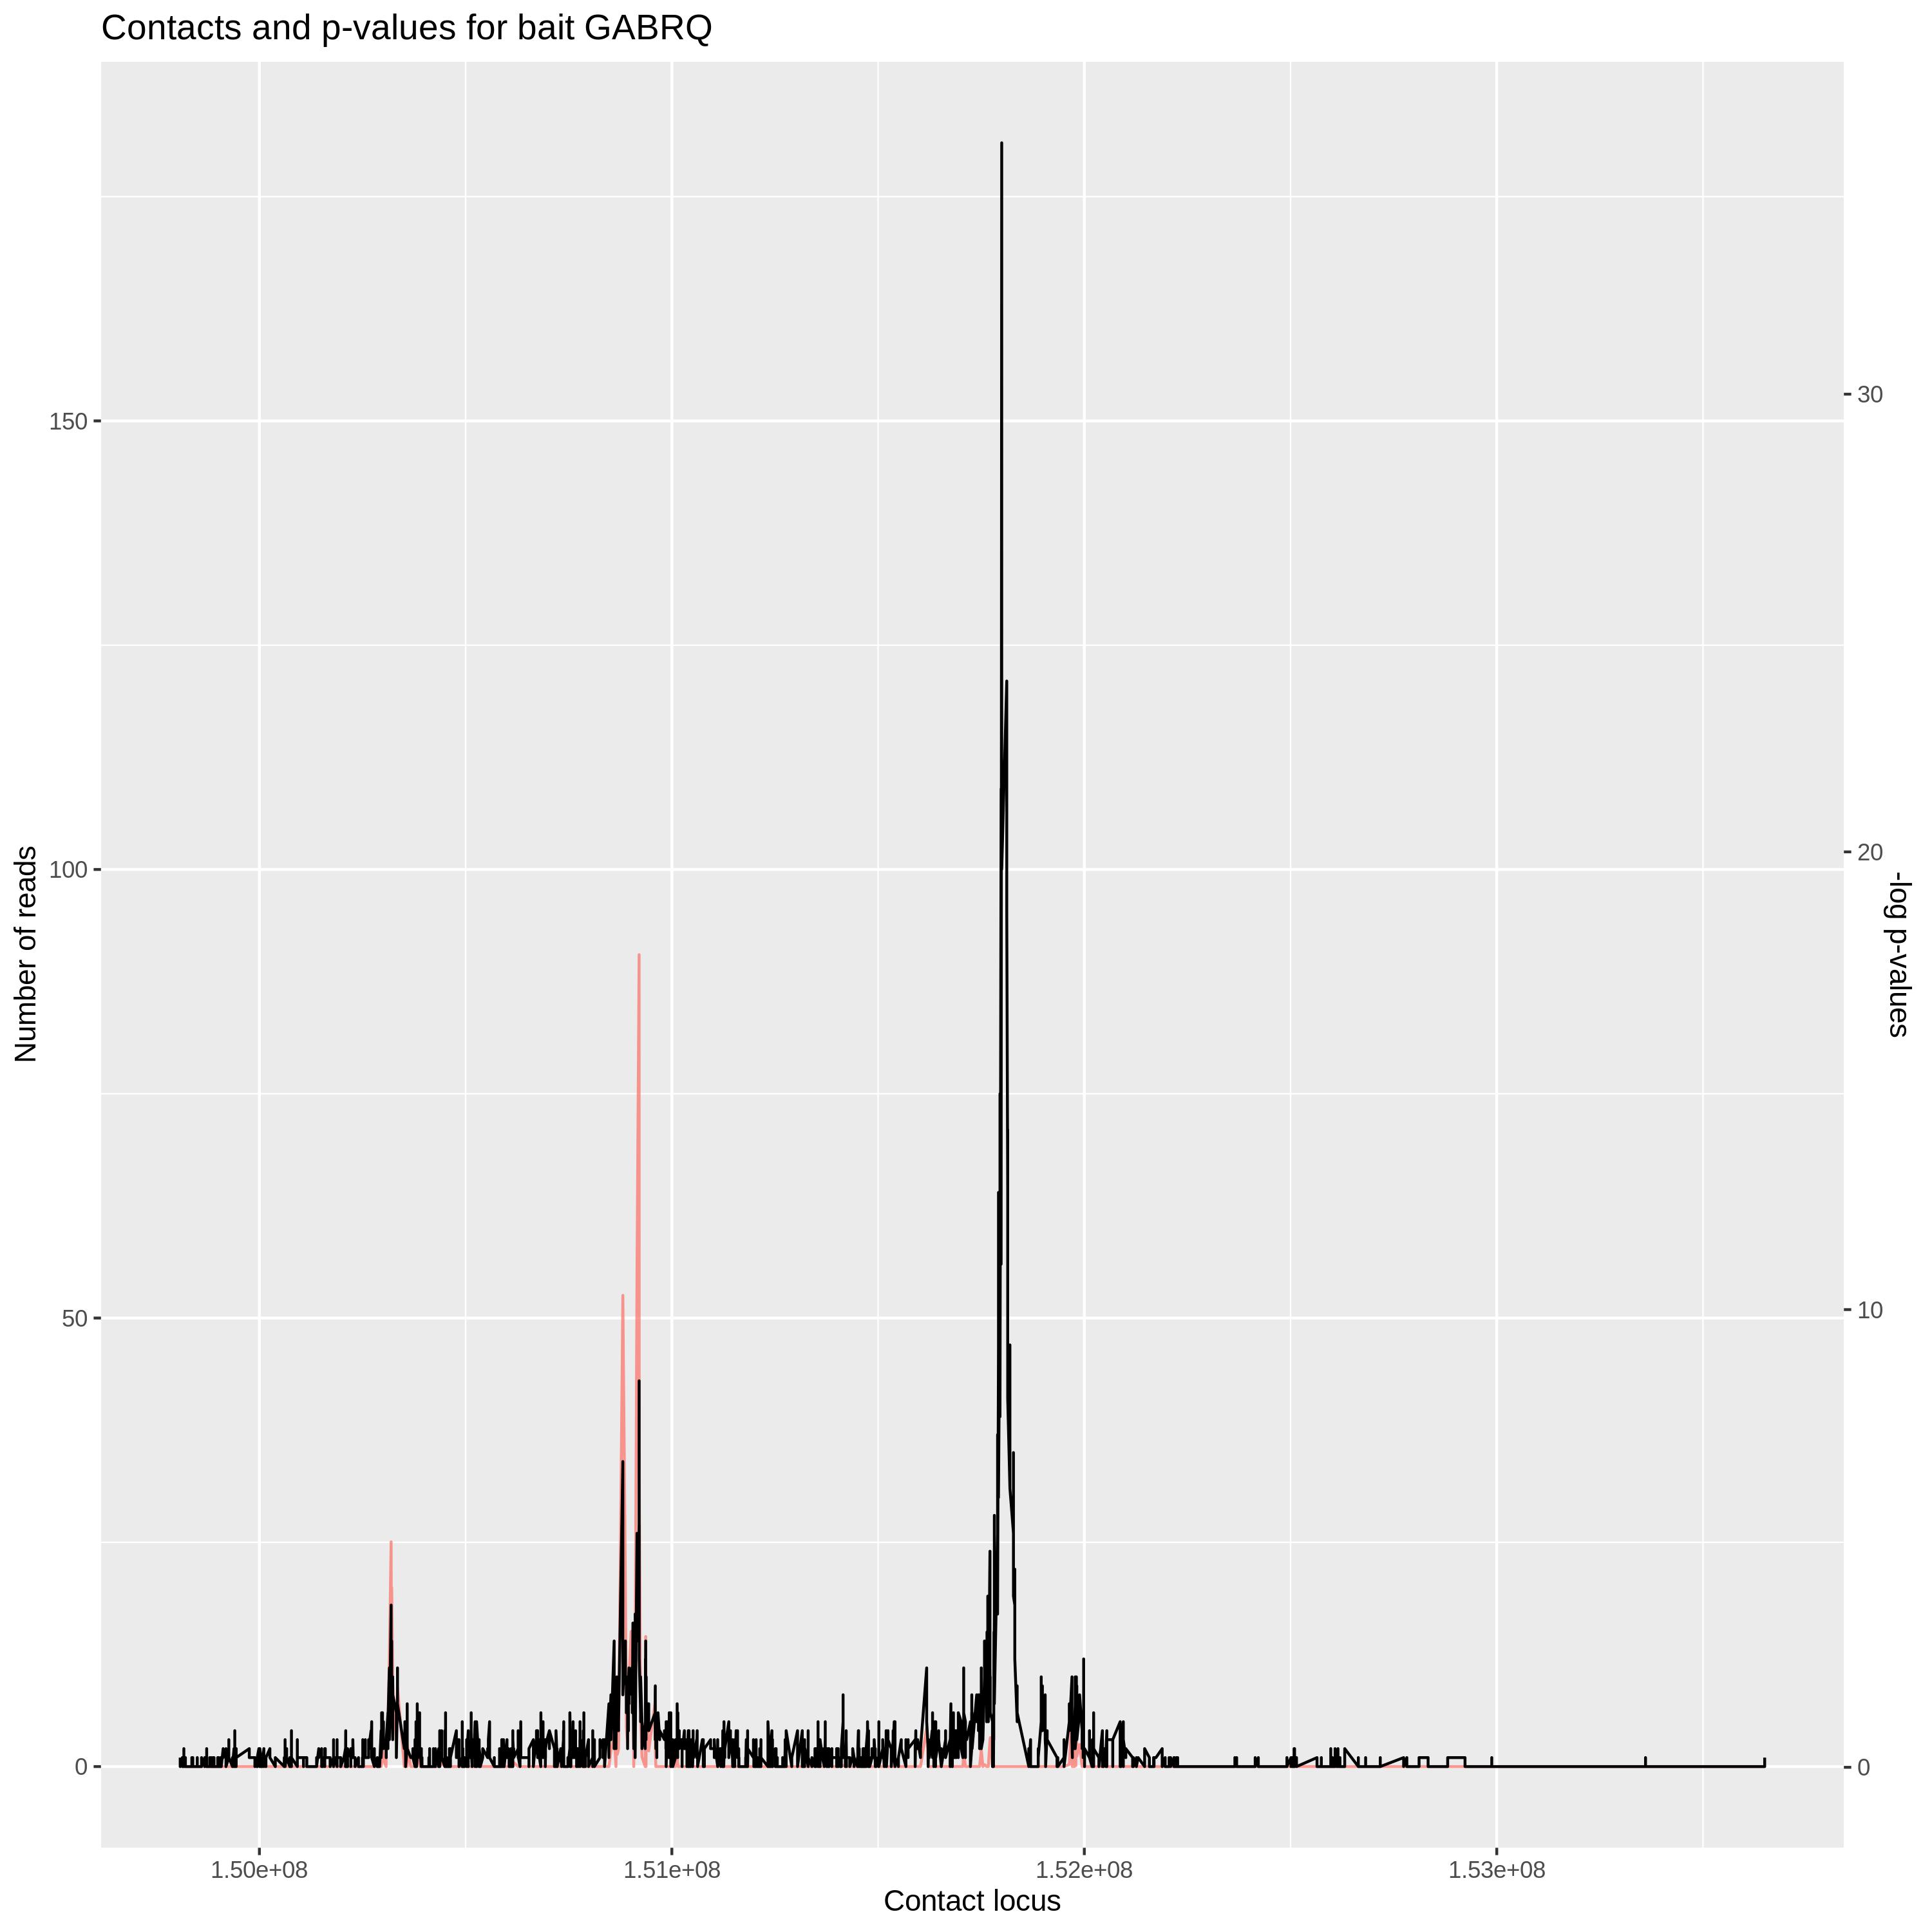 Contacts and p-values for bait GABRQ
150
100
50
0
Number of reads
30
20
10
0
-log p-values
1.50e+08
1.51e+08
1.52e+08
1.53e+08
Contact locus